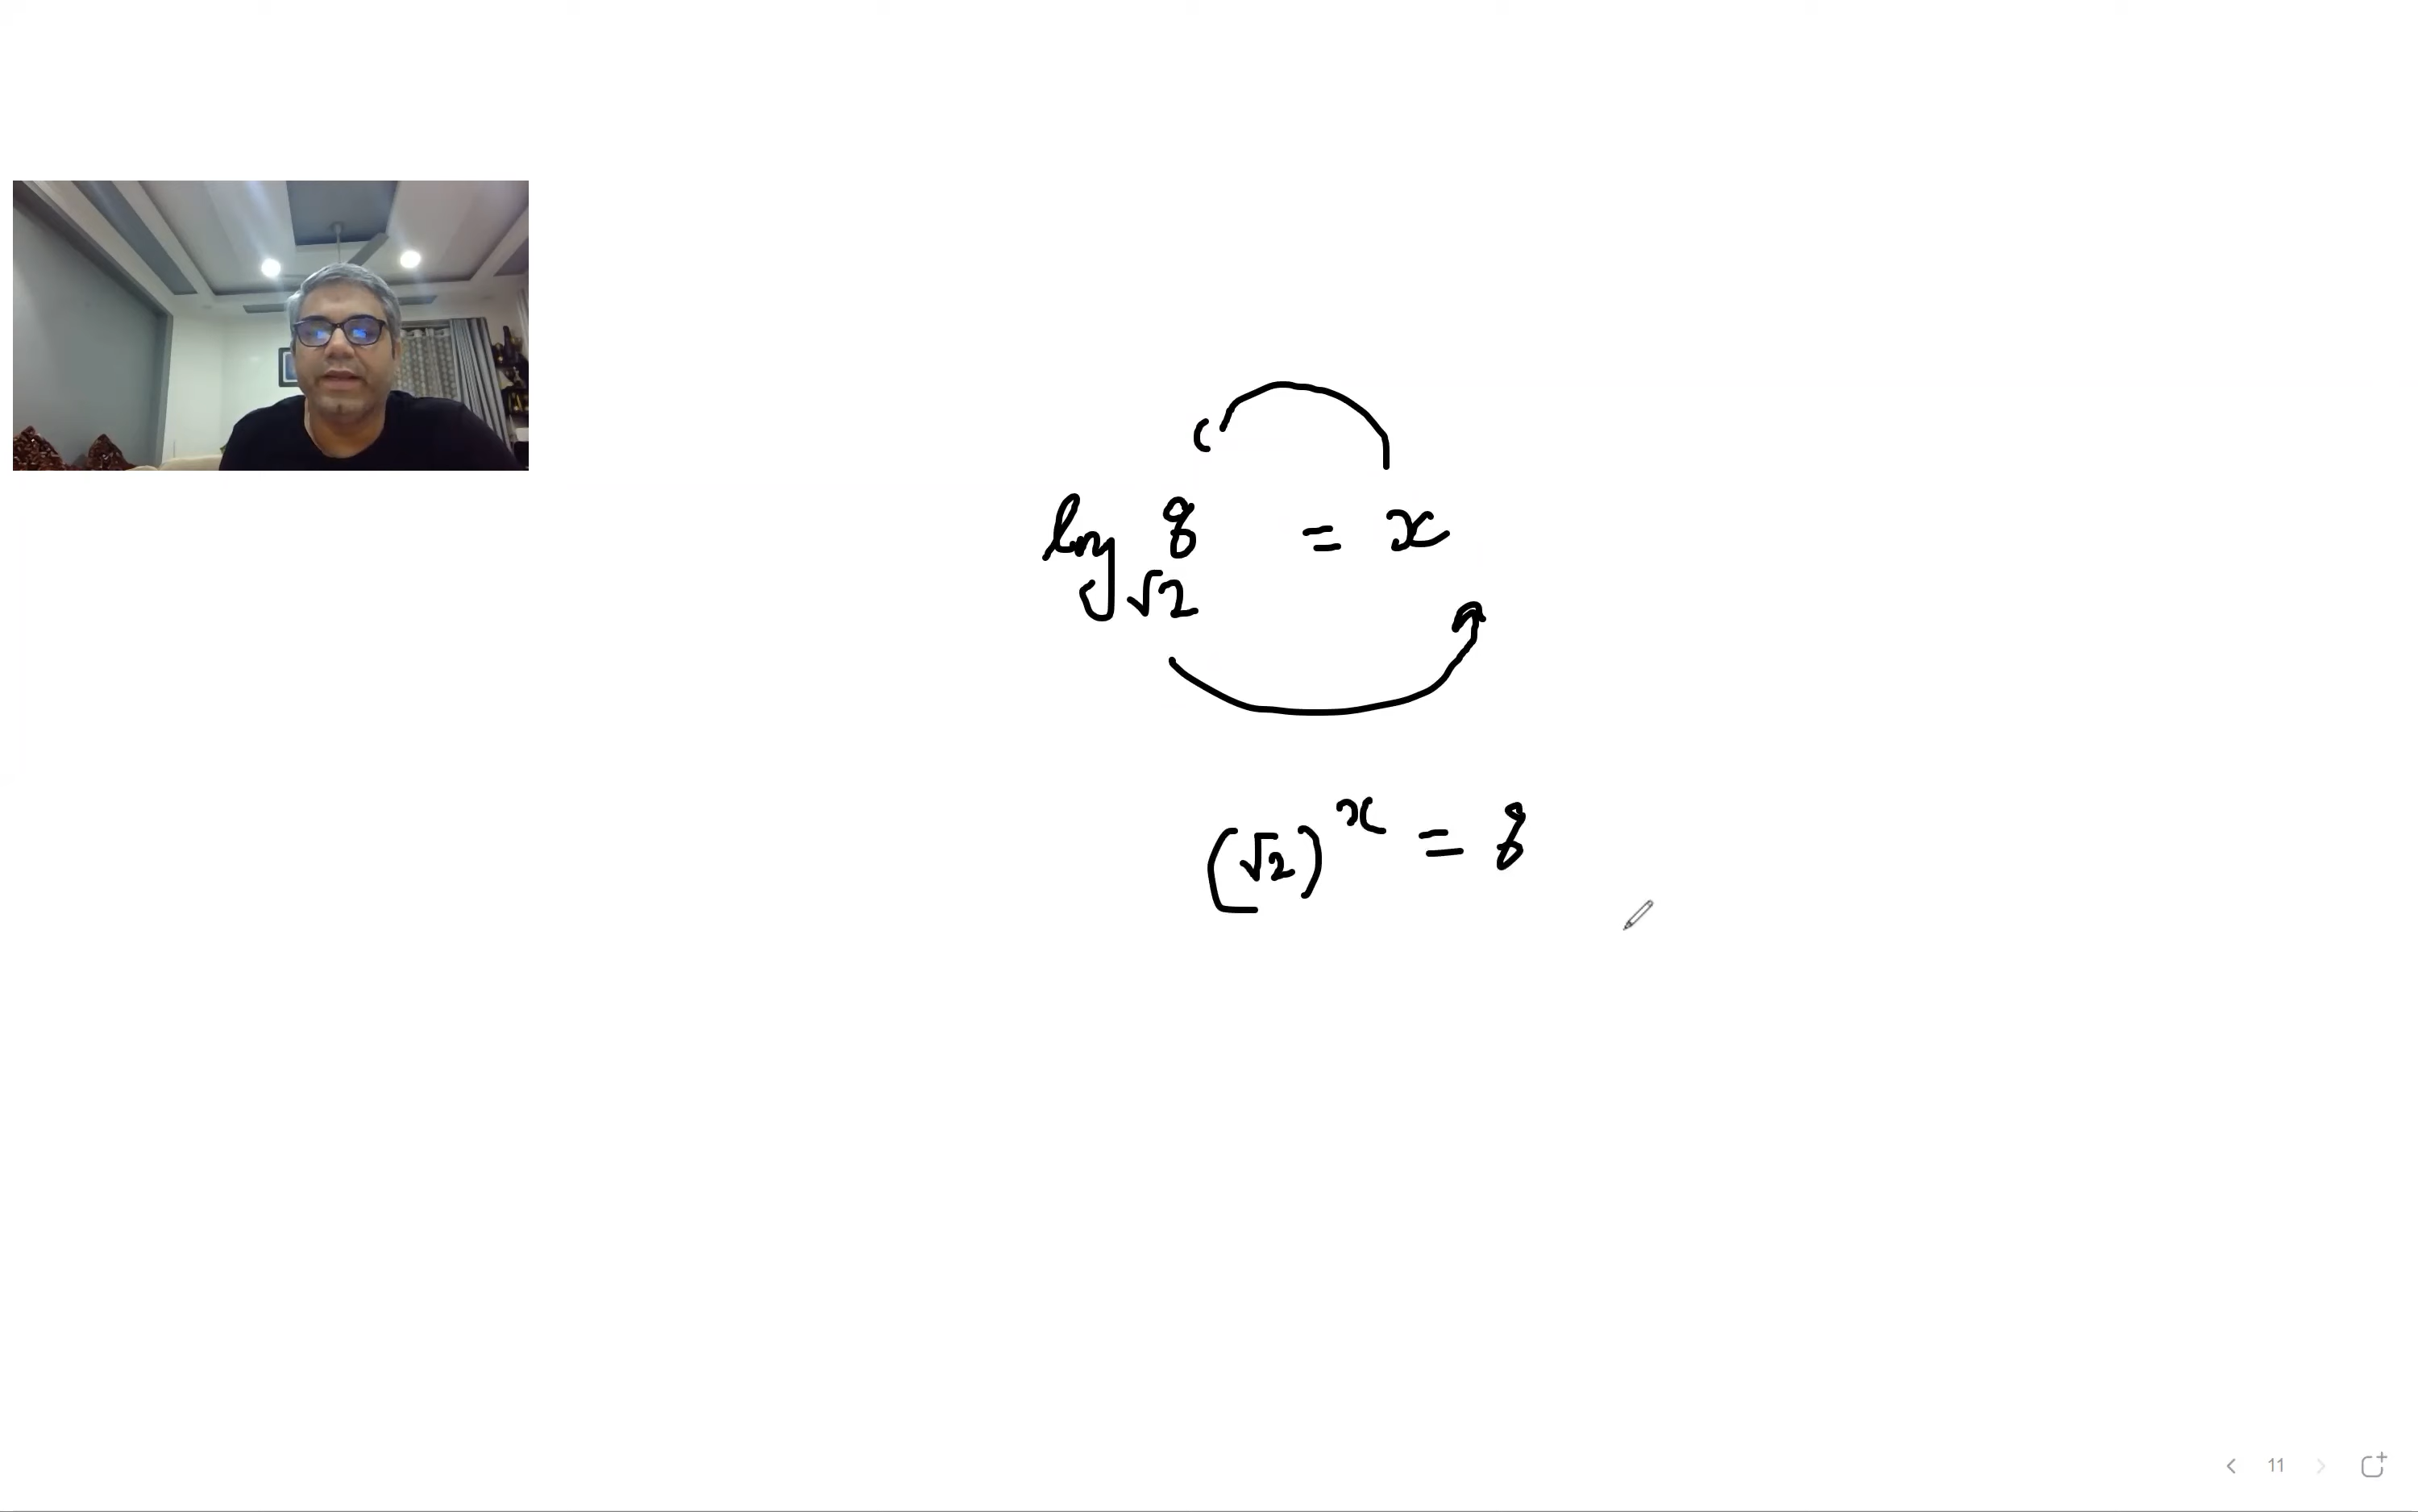 log√2 8 = x
(√2)^x = 8
11